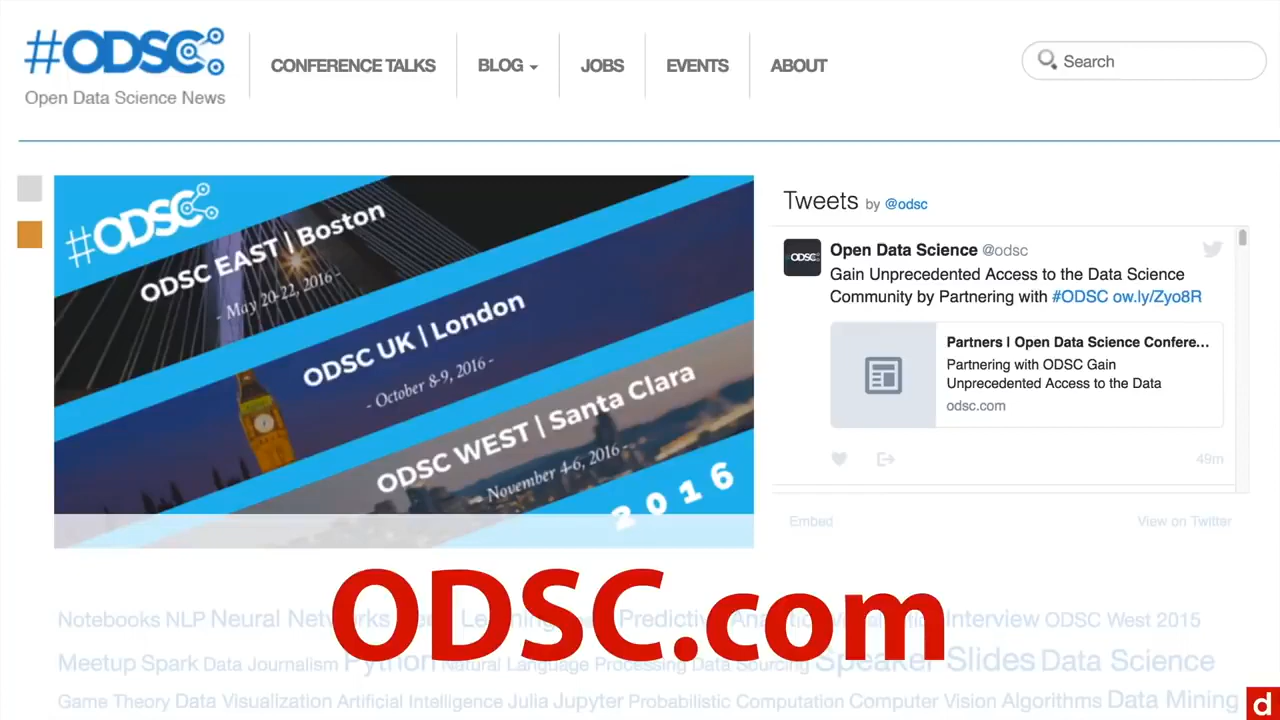 #ODSC
Open Data Science News
CONFERENCE TALKS
BLOG
JOBS
EVENTS
ABOUT
Search
#ODSC
ODSC EAST | Boston
- May 20-22, 2016 -
ODSC UK | London
- October 8-9, 2016 -
ODSC WEST | Santa Clara
- November 4-6, 2016 -
2016
Tweets by @odsc
ODSC
Open Data Science @odsc
Gain Unprecedented Access to the Data Science
Community by Partnering with #ODSC ow.ly/Zyo8R
Partners | Open Data Science Confere...
Partnering with ODSC Gain
Unprecedented Access to the Data
odsc.com
49m
Embed
View on Twitter
ODSC.com
Notebooks NLP Neural Networks Learning Predictive Analytics Interview ODSC West 2015
Meetup Spark Data Journalism Python Natural Language Processing Data Sourcing Speaker Slides Data Science
Game Theory Data Visualization Artificial Intelligence Julia Jupyter Probabilistic Computation Computer Vision Algorithms Data Mining
d